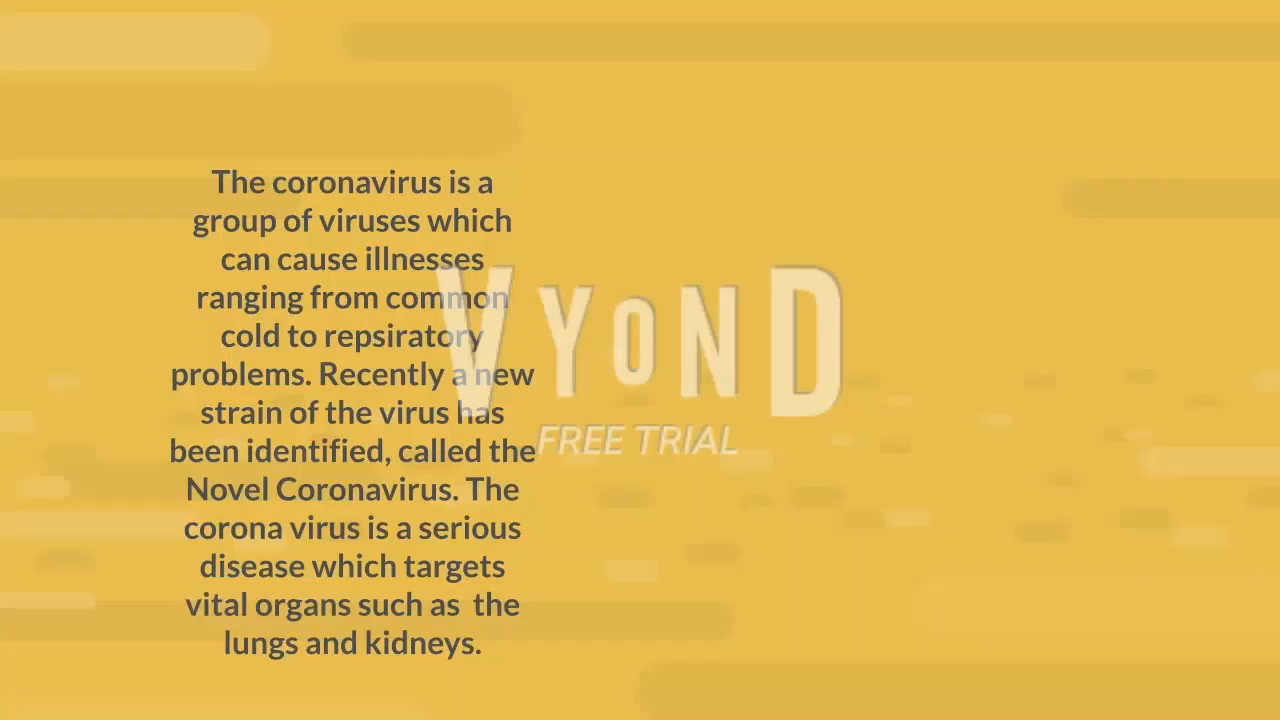 The coronavirus is a
group of viruses which
can cause illnesses
ranging from common
cold to repsiratory
problems. Recently a new
strain of the virus has
been identified, called the
Novel Coronavirus. The
corona virus is a serious
disease which targets
vital organs such as  the
lungs and kidneys.
VYOND
FREE TRIAL